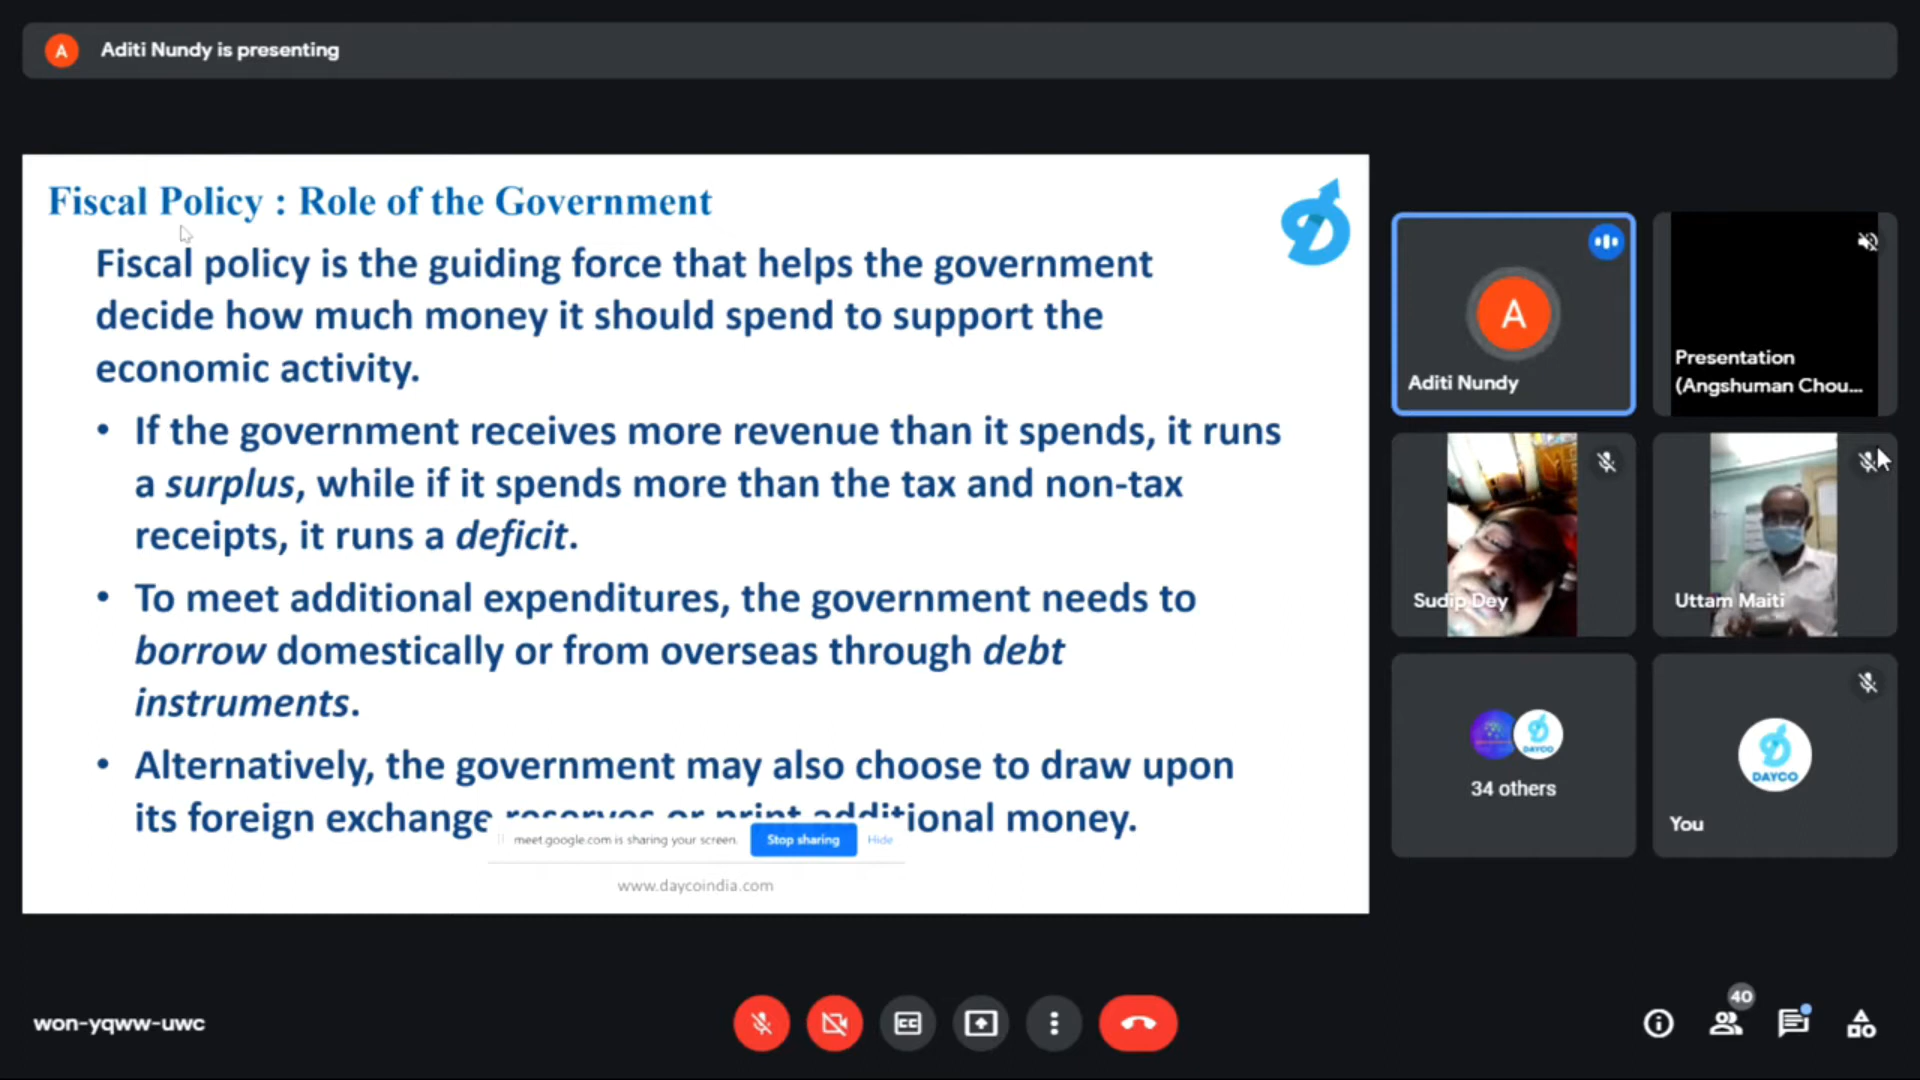 A Aditi Nundy is presenting
Fiscal Policy : Role of the Government
Fiscal policy is the guiding force that helps the government
decide how much money it should spend to support the
economic activity.
• If the government receives more revenue than it spends, it runs
a surplus, while if it spends more than the tax and non-tax
receipts, it runs a deficit.
• To meet additional expenditures, the government needs to
borrow domestically or from overseas through debt
instruments.
• Alternatively, the government may also choose to draw upon
its foreign exchange reserves or print additional money.
meet.google.com is sharing your screen. Stop sharing Hide
www.daycoindia.com
A
Aditi Nundy
Presentation
(Angshuman Chou...
Sudip Dey
Uttam Maiti
DAYCO
34 others
DAYCO
You
won-yqww-uwc
CC
40